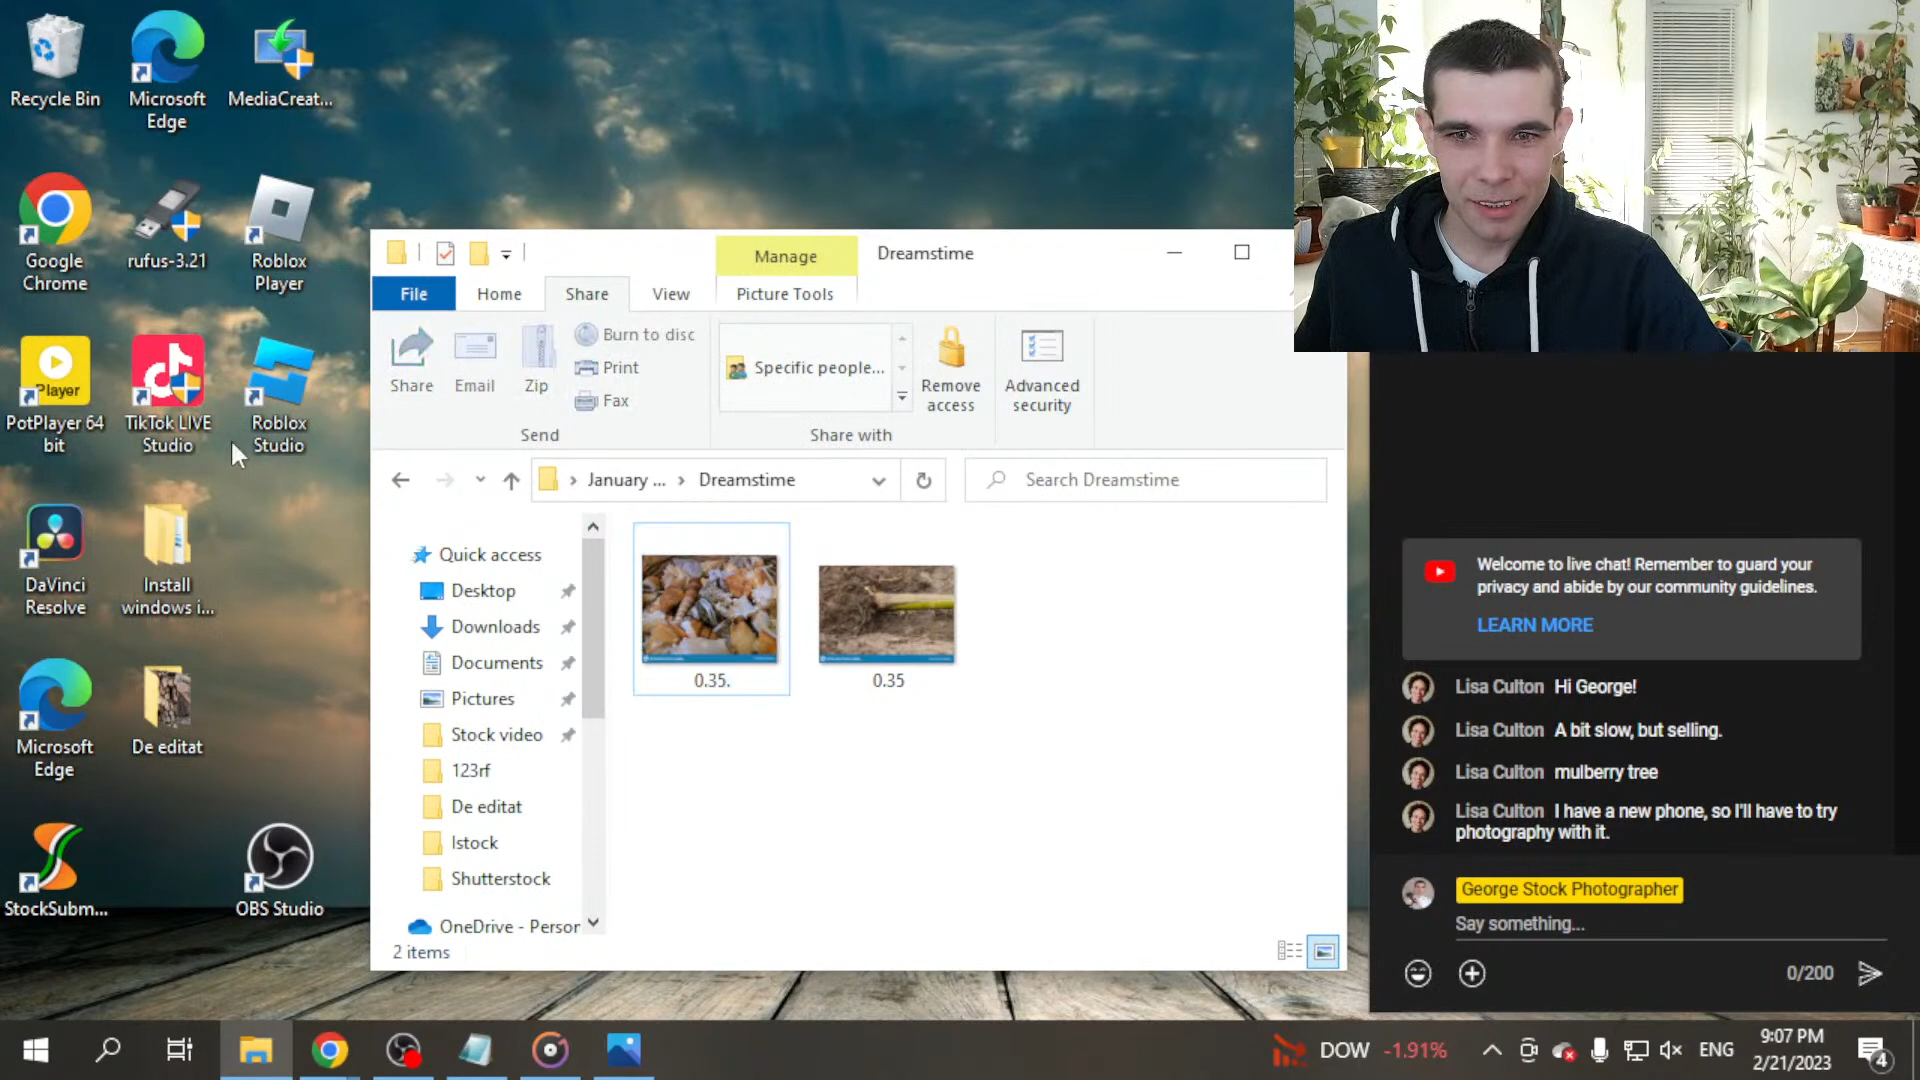 Recycle Bin
Microsoft
Edge
MediaCreat...
Google
Chrome
rufus-3.21
Roblox
Player
Player
PotPlayer 64
bit
TikTok LIVE
Studio
Roblox
Studio
DaVinci
Resolve
Install
windows i...
Microsoft
Edge
De editat
StockSubm...
OBS Studio
Manage
Dreamstime
File
Home
Share
View
Picture Tools
Share
Email
Zip
Burn to disc
Print
Fax
Send
Specific people...
Share with
Remove
access
Advanced
security
January ...
Dreamstime
Search Dreamstime
Quick access
Desktop
Downloads
Documents
Pictures
Stock video
123rf
De editat
Istock
Shutterstock
OneDrive - Person
0.35.
0.35
2 items
Welcome to live chat! Remember to guard your
privacy and abide by our community guidelines.
LEARN MORE
Lisa Culton Hi George!
Lisa Culton A bit slow, but selling.
Lisa Culton mulberry tree
Lisa Culton I have a new phone, so I'll have to try
photography with it.
George Stock Photographer
Say something...
0/200
DOW -1.91%
ENG
9:07 PM
2/21/2023
4